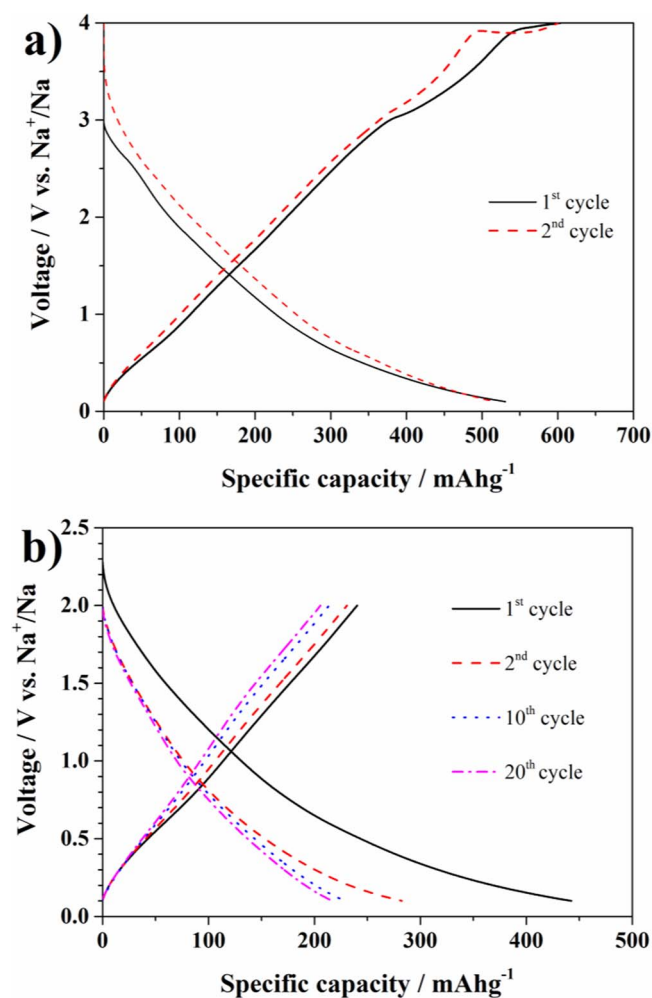 a)
4
3
2
1
0
Voltage / V vs. Na⁺/Na
1ˢᵗ cycle
2ⁿᵈ cycle
0 100 200 300 400 500 600 700
Specific capacity / mAhg⁻¹
b)
2.5
2.0
1.5
1.0
0.5
0.0
Voltage / V vs. Na⁺/Na
1ˢᵗ cycle
2ⁿᵈ cycle
10ᵗʰ cycle
20ᵗʰ cycle
0 100 200 300 400 500
Specific capacity / mAhg⁻¹